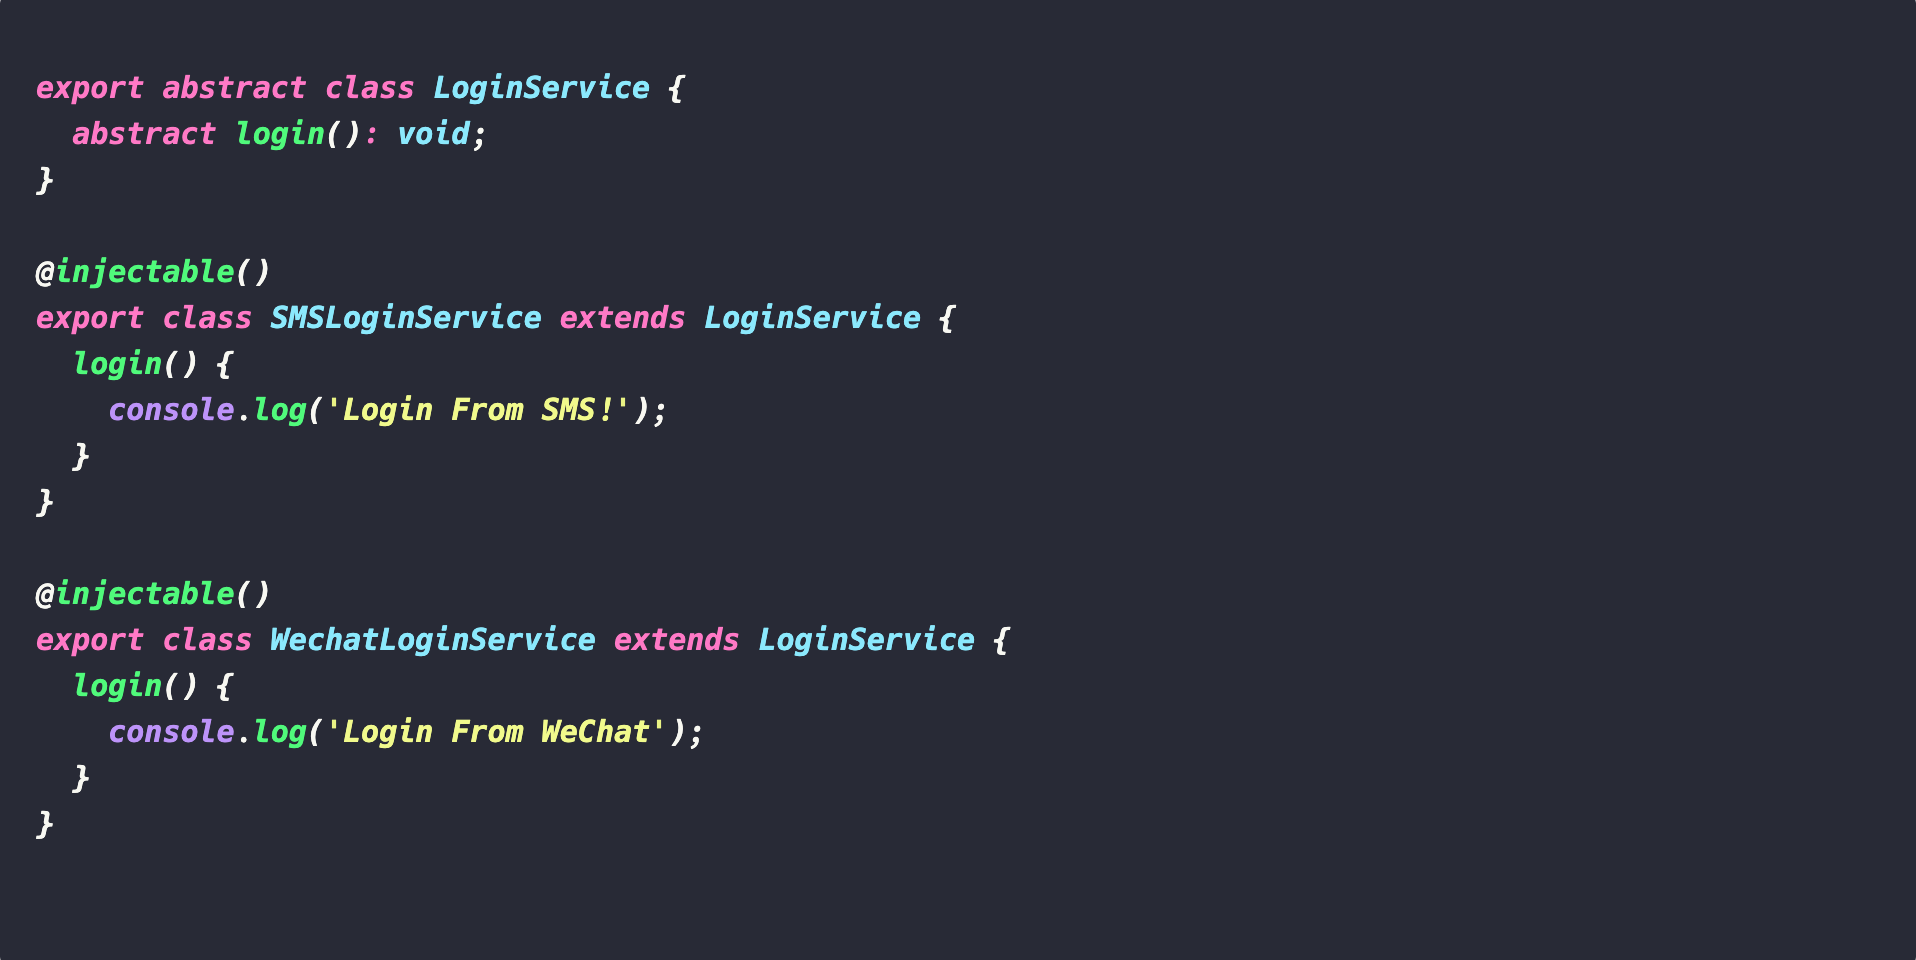 export abstract class LoginService {
  abstract login(): void;
}

@injectable()
export class SMSLoginService extends LoginService {
  login() {
    console.log('Login From SMS!');
  }
}

@injectable()
export class WechatLoginService extends LoginService {
  login() {
    console.log('Login From WeChat');
  }
}